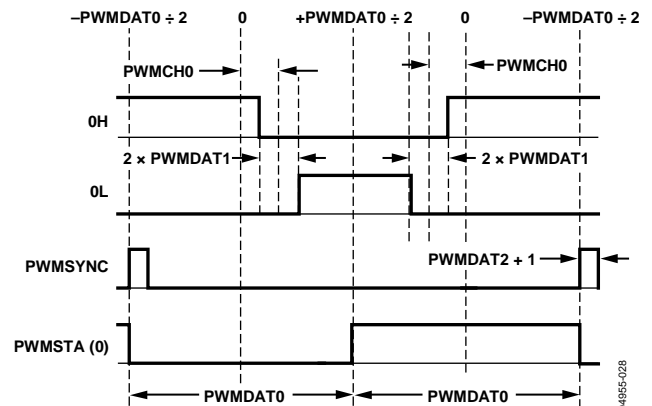 –PWMDAT0 ÷ 2 0 +PWMDAT0 ÷ 2 0 –PWMDAT0 ÷ 2
PWMCH0 PWMCH0
0H
2 × PWMDAT1 2 × PWMDAT1
0L
PWMDAT2 + 1
PWMSYNC
PWMSTA (0)
PWMDAT0 PWMDAT0
4955-028